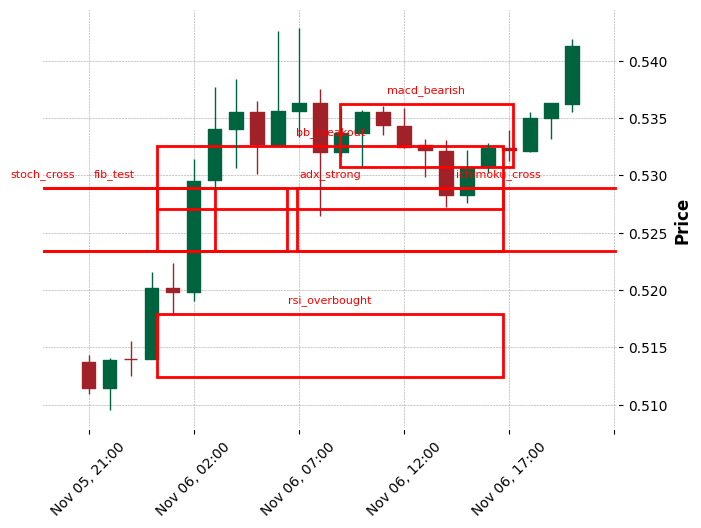 macd_bearish
bb_breakout
stoch_cross
fib_test
adx_strong
ichimoku_cross
rsi_overbought
0.540
0.535
0.530
0.525
0.520
0.515
0.510
Price
Nov 05, 21:00
Nov 06, 02:00
Nov 06, 07:00
Nov 06, 12:00
Nov 06, 17:00